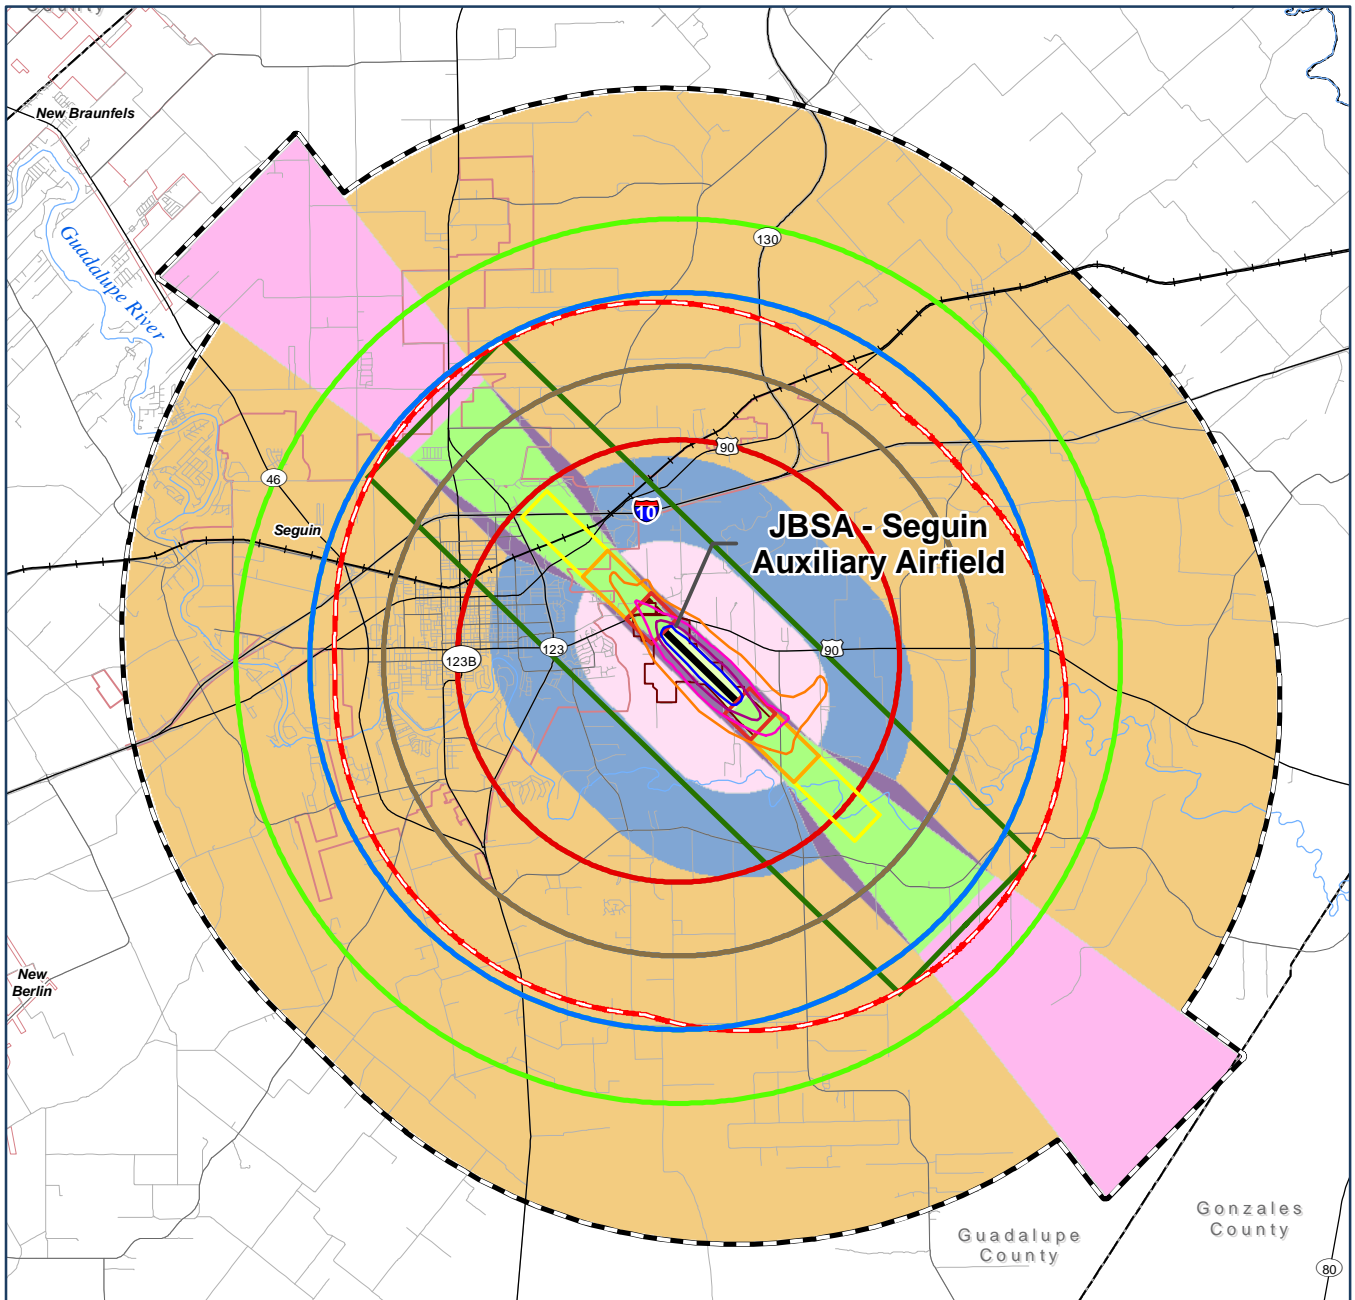 County
New Braunfels
Guadalupe River
130
90
46
10
JBSA - Seguin
Auxiliary Airfield
Seguin
123
90
123B
New
Berlin
Gonzales
County
Guadalupe
County
80